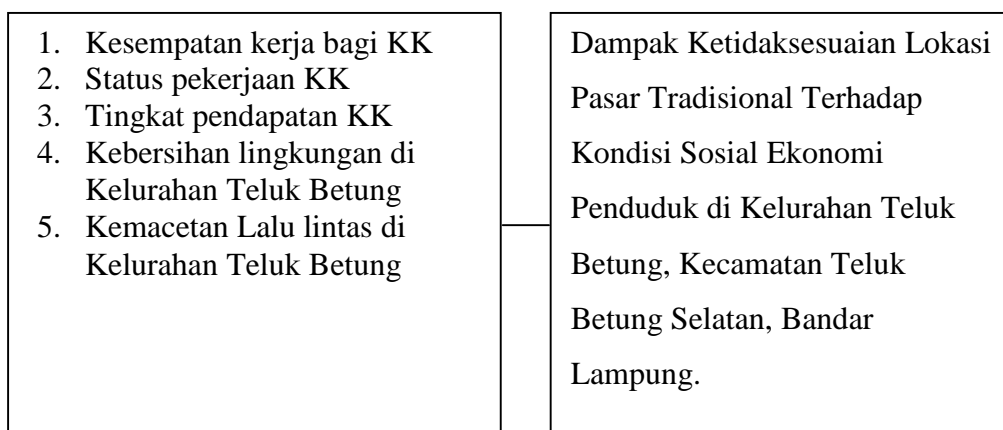 1. Kesempatan kerja bagi KK
2. Status pekerjaan KK
3. Tingkat pendapatan KK
4. Kebersihan lingkungan di
Kelurahan Teluk Betung
5. Kemacetan Lalu lintas di
Kelurahan Teluk Betung
Dampak Ketidaksesuaian Lokasi
Pasar Tradisional Terhadap
Kondisi Sosial Ekonomi
Penduduk di Kelurahan Teluk
Betung, Kecamatan Teluk
Betung Selatan, Bandar
Lampung.